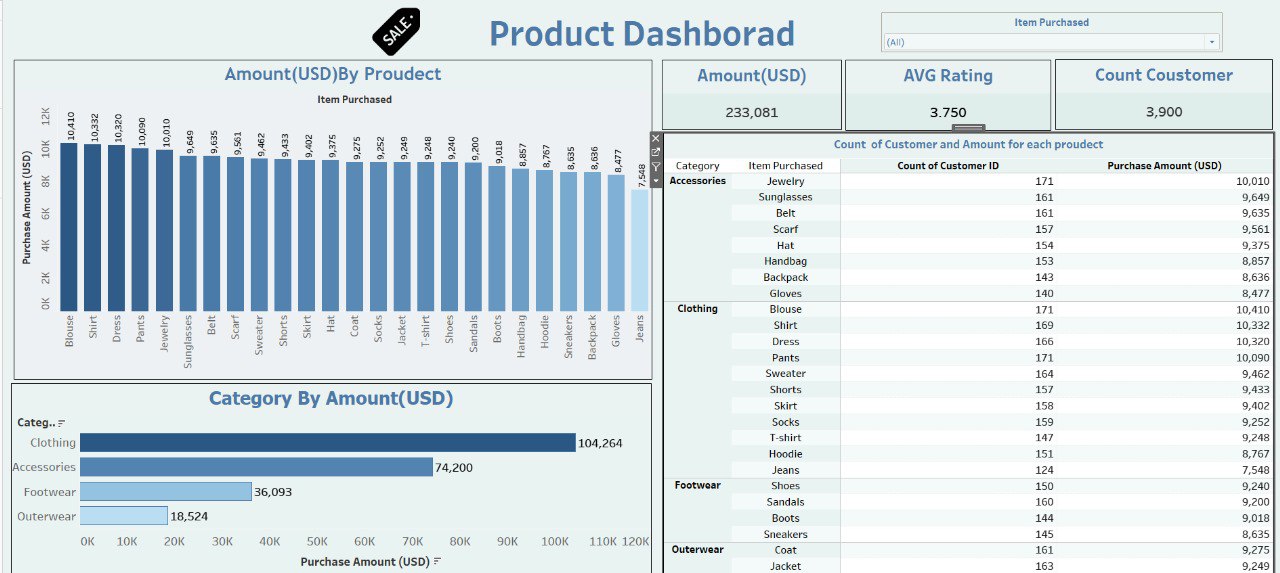 SALE.
Product Dashborad
Item Purchased
(All)
Amount(USD)By Proudect
Item Purchased
Purchase Amount (USD)
12K
10K
8K
6K
4K
2K
0K
10,410
10,332
10,320
10,090
10,010
9,649
9,635
9,561
9,462
9,433
9,402
9,375
9,275
9,252
9,249
9,248
9,240
9,200
9,018
8,857
8,767
8,635
8,636
8,477
7,548
Blouse
Shirt
Dress
Pants
Jewelry
Sunglasses
Belt
Scarf
Sweater
Shorts
Skirt
Hat
Coat
Socks
Jacket
T-shirt
Shoes
Sandals
Boots
Handbag
Hoodie
Sneakers
Backpack
Gloves
Jeans
Category By Amount(USD)
Categ..
Clothing 104,264
Accessories 74,200
Footwear 36,093
Outerwear 18,524
0K 10K 20K 30K 40K 50K 60K 70K 80K 90K 100K 110K 120K
Purchase Amount (USD)
Amount(USD)
233,081
AVG Rating
3.750
Count Coustomer
3,900
Count of Customer and Amount for each proudect
Category Item Purchased Count of Customer ID Purchase Amount (USD)
Accessories Jewelry 171 10,010
Sunglasses 161 9,649
Belt 161 9,635
Scarf 157 9,561
Hat 154 9,375
Handbag 153 8,857
Backpack 143 8,636
Gloves 140 8,477
Clothing Blouse 171 10,410
Shirt 169 10,332
Dress 166 10,320
Pants 171 10,090
Sweater 164 9,462
Shorts 157 9,433
Skirt 158 9,402
Socks 159 9,252
T-shirt 147 9,248
Hoodie 151 8,767
Jeans 124 7,548
Footwear Shoes 150 9,240
Sandals 160 9,200
Boots 144 9,018
Sneakers 145 8,635
Outerwear Coat 161 9,275
Jacket 163 9,249